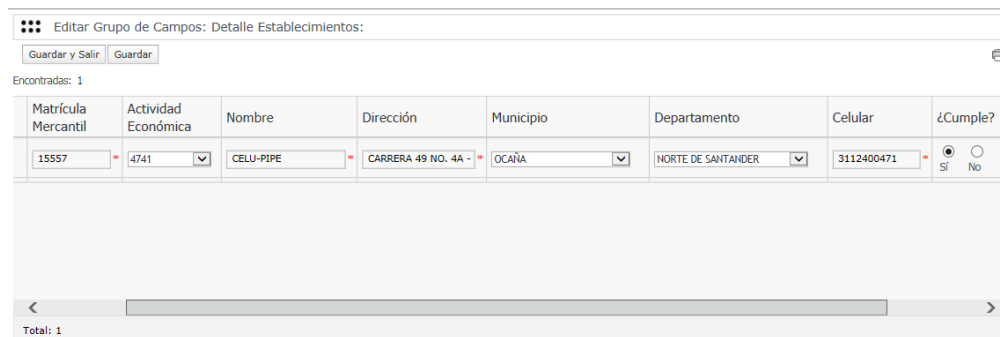 Editar Grupo de Campos: Detalle Establecimientos:
Guardar y Salir Guardar
Encontradas: 1
Matrícula Mercantil Actividad Económica Nombre Dirección Municipio Departamento Celular ¿Cumple?
15557 * 4741 CELU-PIPE * CARRERA 49 NO. 4A - * OCAÑA NORTE DE SANTANDER 3112400471 * Sí No
Total: 1